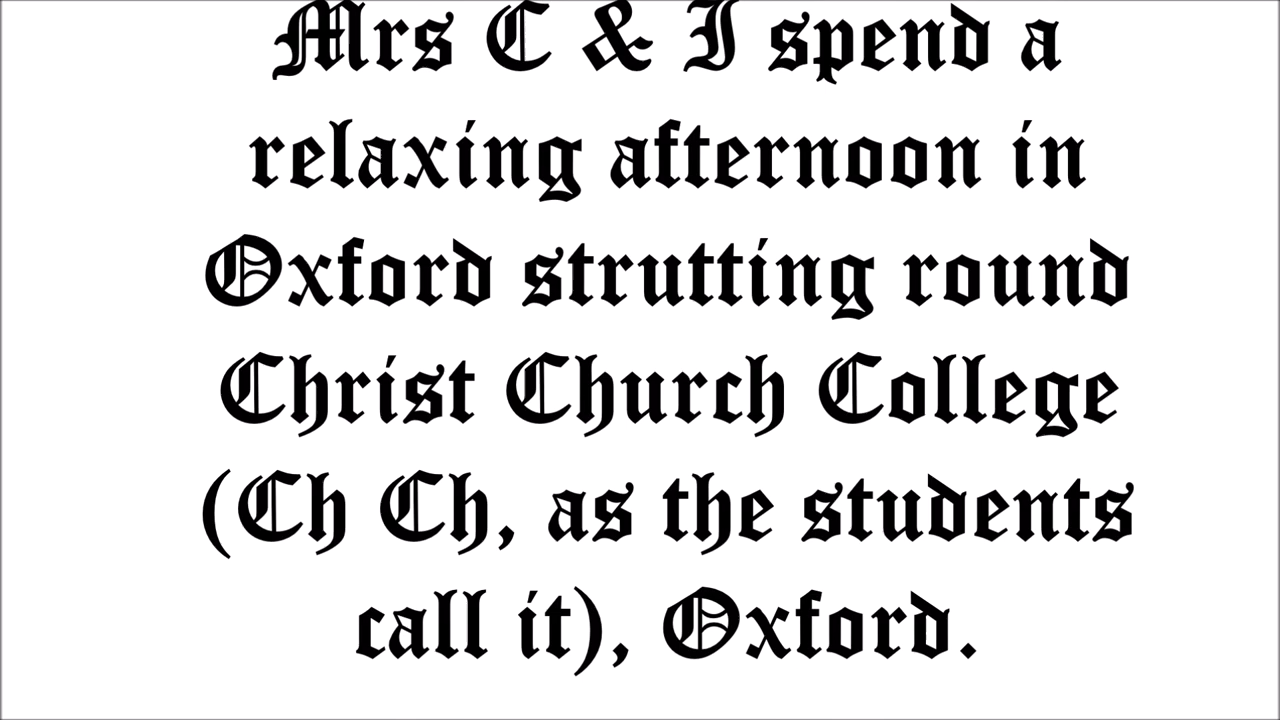 Mrs C & I spend a
relaxing afternoon in
Oxford strutting round
Christ Church College
(Ch Ch, as the students
call it), Oxford.